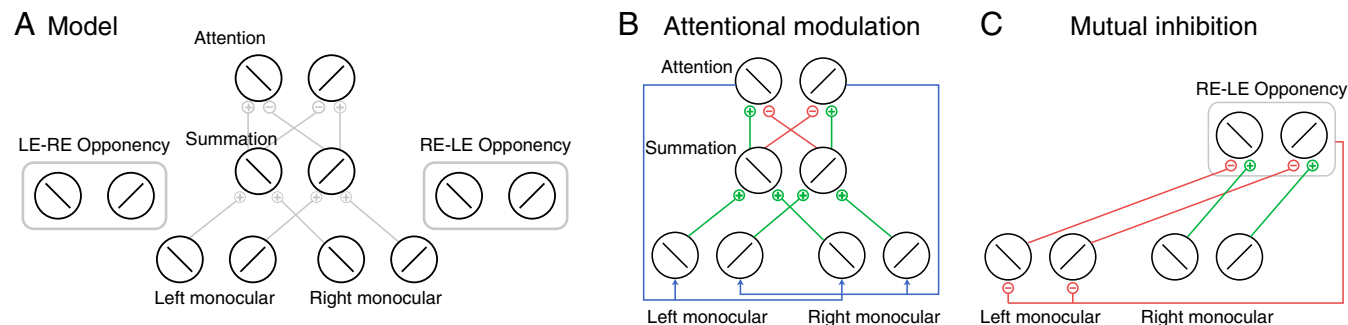 A Model
Attention
Summation
LE-RE Opponency
RE-LE Opponency
Left monocular
Right monocular
B Attentional modulation
Attention
Summation
Left monocular
Right monocular
C Mutual inhibition
RE-LE Opponency
Left monocular
Right monocular